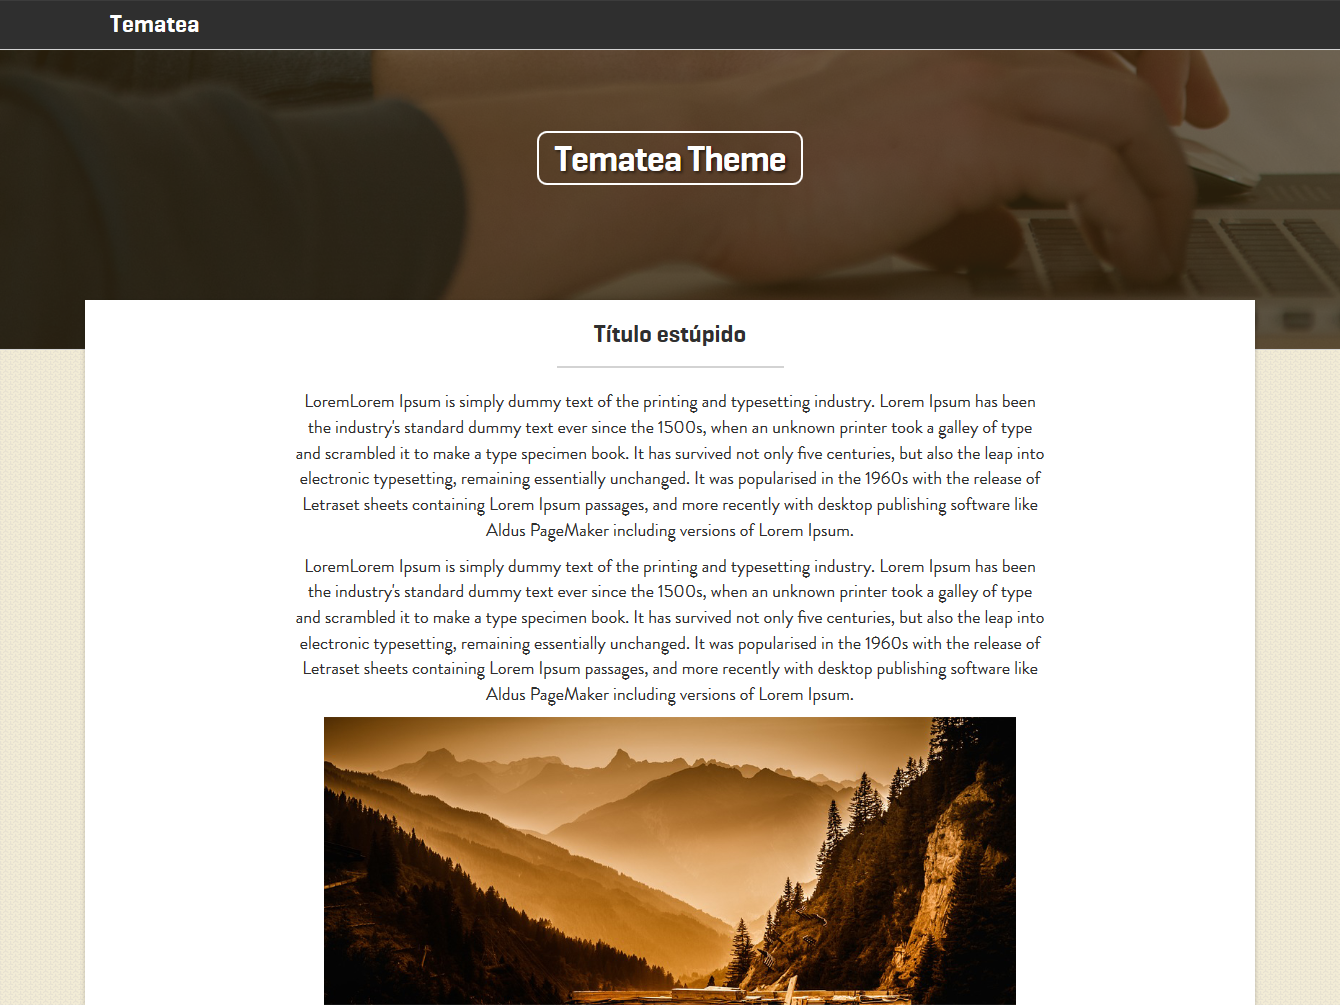 Tematea
Tematea Theme
Título estúpido
LoremLorem Ipsum is simply dummy text of the printing and typesetting industry. Lorem Ipsum has been
the industry's standard dummy text ever since the 1500s, when an unknown printer took a galley of type
and scrambled it to make a type specimen book. It has survived not only five centuries, but also the leap into
electronic typesetting, remaining essentially unchanged. It was popularised in the 1960s with the release of
Letraset sheets containing Lorem Ipsum passages, and more recently with desktop publishing software like
Aldus PageMaker including versions of Lorem Ipsum.
LoremLorem Ipsum is simply dummy text of the printing and typesetting industry. Lorem Ipsum has been
the industry's standard dummy text ever since the 1500s, when an unknown printer took a galley of type
and scrambled it to make a type specimen book. It has survived not only five centuries, but also the leap into
electronic typesetting, remaining essentially unchanged. It was popularised in the 1960s with the release of
Letraset sheets containing Lorem Ipsum passages, and more recently with desktop publishing software like
Aldus PageMaker including versions of Lorem Ipsum.